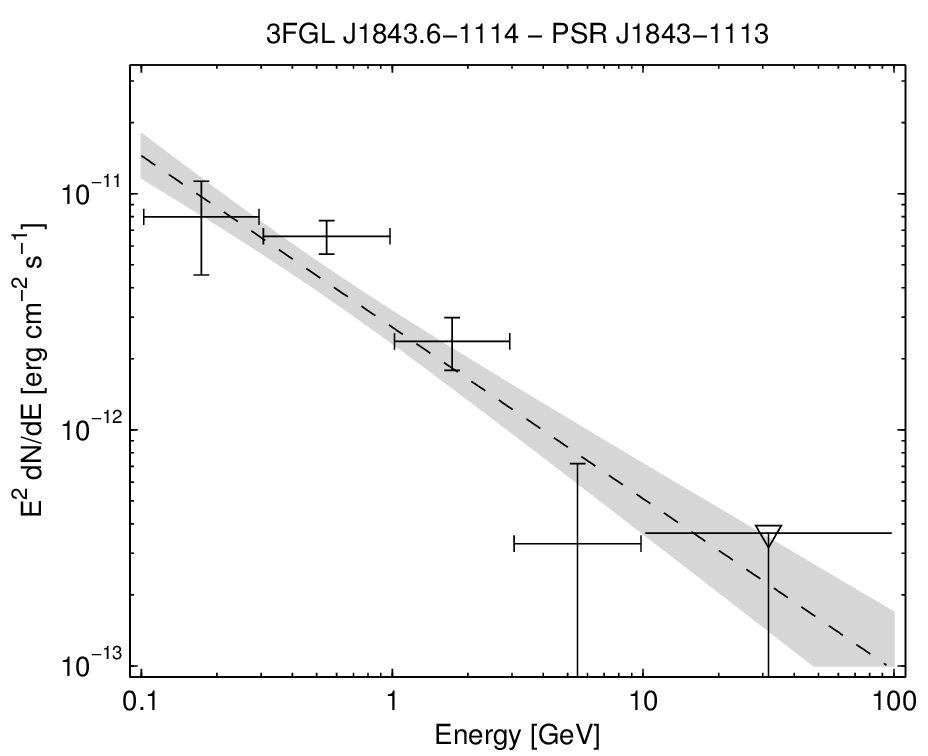 3FGL J1843.6−1114 − PSR J1843−1113
E² dN/dE [erg cm⁻² s⁻¹]
10⁻¹¹
10⁻¹²
10⁻¹³
0.1 1 10 100
Energy [GeV]